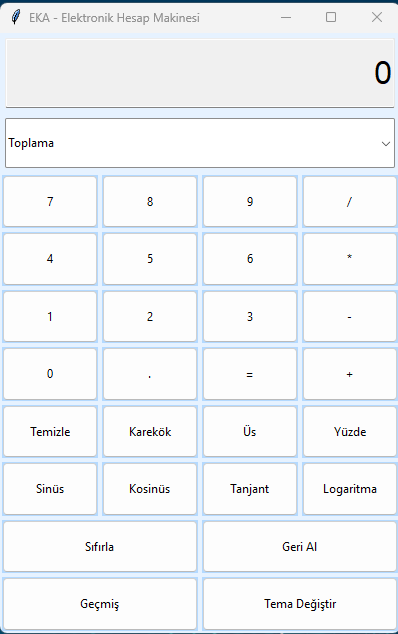 EKA - Elektronik Hesap Makinesi
0
Toplama
7 8 9 /
4 5 6 *
1 2 3 -
0 . = +
Temizle Karekök Üs Yüzde
Sinüs Kosinüs Tanjant Logaritma
Sıfırla Geri Al
Geçmiş Tema Değiştir